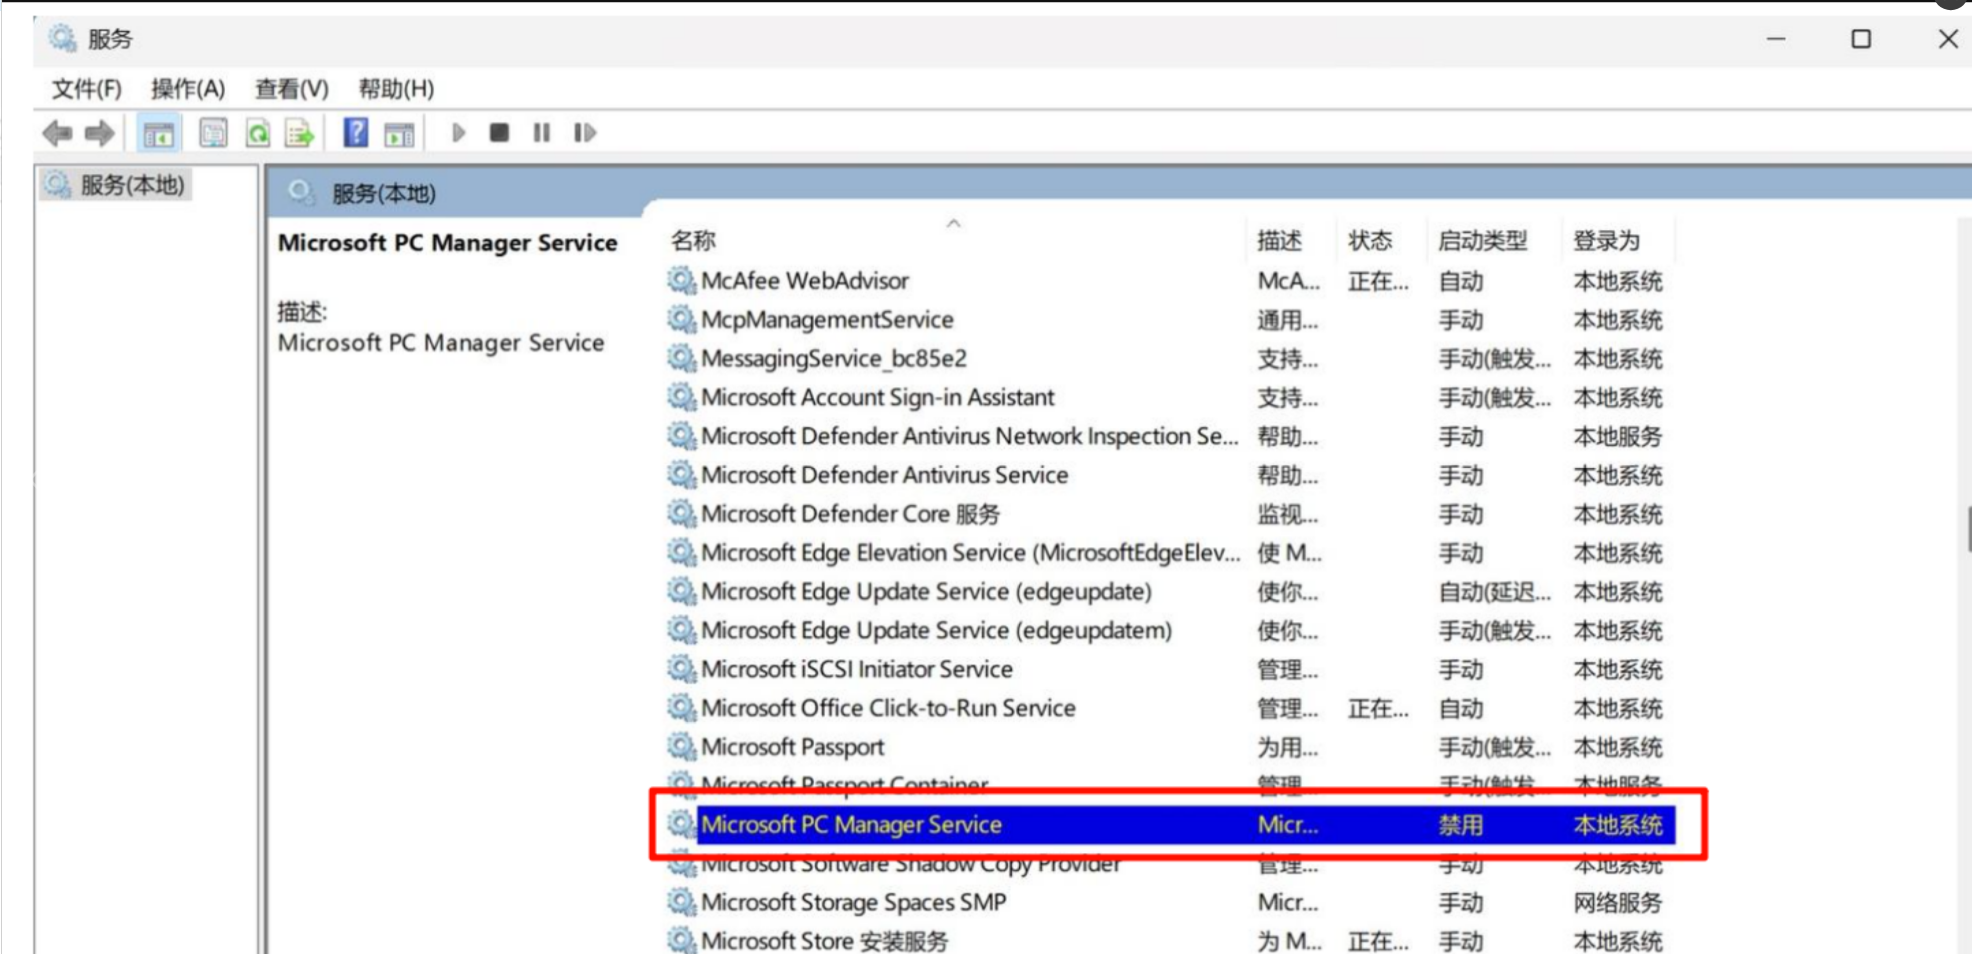 服务
文件(F) 操作(A) 查看(V) 帮助(H)
服务(本地)
服务(本地)
Microsoft PC Manager Service
描述:
Microsoft PC Manager Service
名称 描述 状态 启动类型 登录为
McAfee WebAdvisor McA... 正在... 自动 本地系统
McpManagementService 通用... 手动 本地系统
MessagingService_bc85e2 支持... 手动(触发... 本地系统
Microsoft Account Sign-in Assistant 支持... 手动(触发... 本地系统
Microsoft Defender Antivirus Network Inspection Se... 帮助... 手动 本地服务
Microsoft Defender Antivirus Service 帮助... 手动 本地系统
Microsoft Defender Core 服务 监视... 手动 本地系统
Microsoft Edge Elevation Service (MicrosoftEdgeElev... 使 M... 手动 本地系统
Microsoft Edge Update Service (edgeupdate) 使你... 自动(延迟... 本地系统
Microsoft Edge Update Service (edgeupdatem) 使你... 手动(触发... 本地系统
Microsoft iSCSI Initiator Service 管理... 手动 本地系统
Microsoft Office Click-to-Run Service 管理... 正在... 自动 本地系统
Microsoft Passport 为用... 手动(触发... 本地系统
Microsoft Passport Container 管理... 手动(触发... 本地服务
Microsoft PC Manager Service Micr... 禁用 本地系统
Microsoft Software Shadow Copy Provider 管理... 手动 本地系统
Microsoft Storage Spaces SMP Micr... 手动 网络服务
Microsoft Store 安装服务 为 M... 正在... 手动 本地系统